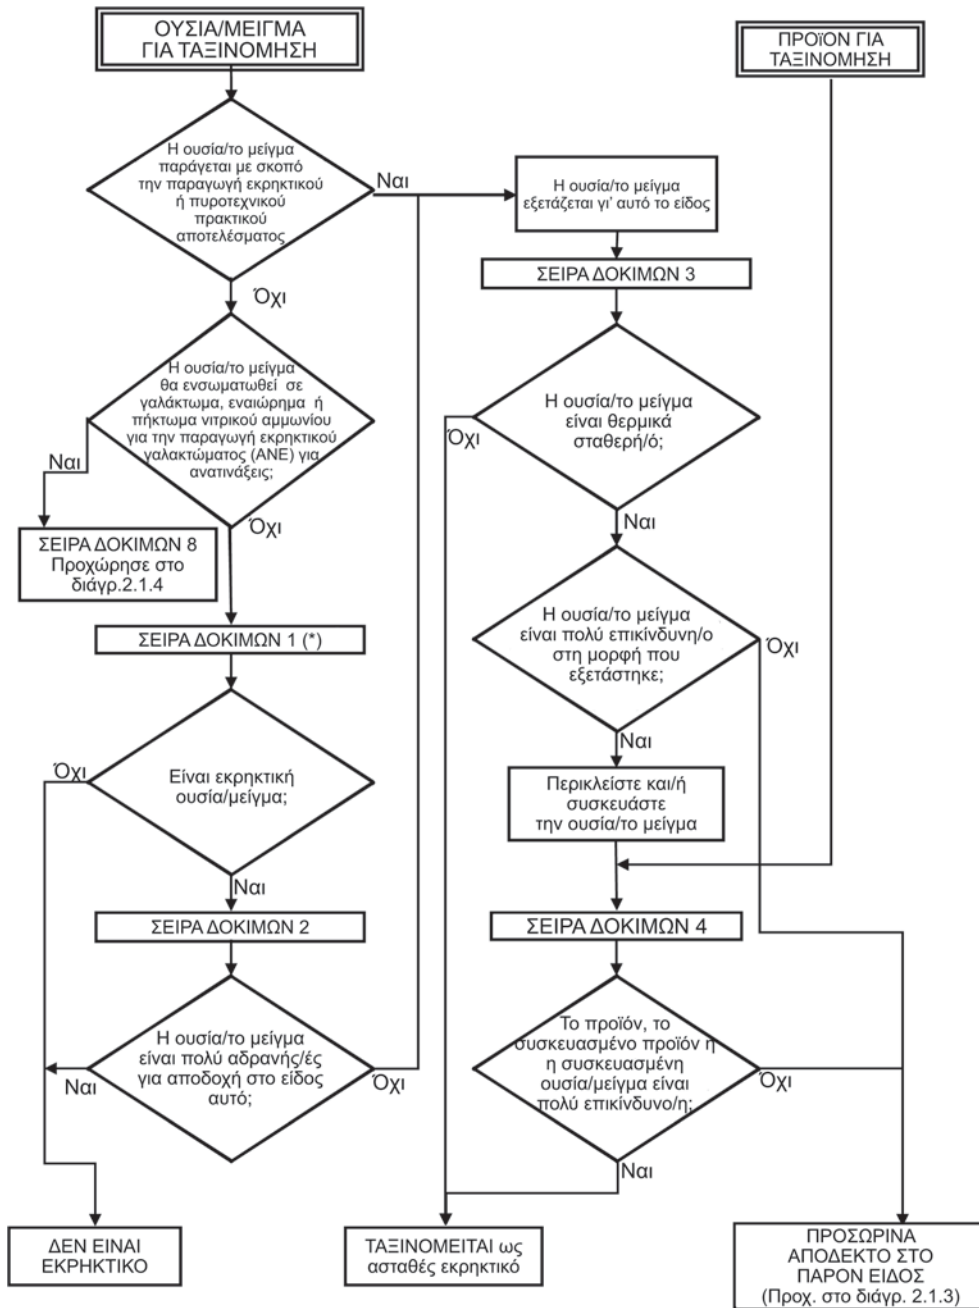 ΟΥΣΙΑ/ΜΕΙΓΜΑ
ΓΙΑ ΤΑΞΙΝΟΜΗΣΗ
ΠΡΟϊΟΝ ΓΙΑ
ΤΑΞΙΝΟΜΗΣΗ
Η ουσία/το μείγμα
παράγεται με σκοπό
την παραγωγή εκρηκτικού
ή πυροτεχνικού
πρακτικού
αποτελέσματος
Ναι
Η ουσία/το μείγμα
εξετάζεται γι' αυτό το είδος
ΣΕΙΡΑ ΔΟΚΙΜΩΝ 3
Όχι
Η ουσία/το μείγμα
θα ενσωματωθεί σε
γαλάκτωμα, εναιώρημα ή
πήκτωμα νιτρικού αμμωνίου
για την παραγωγή εκρηκτικού
γαλακτώματος (ΑΝΕ) για
ανατινάξεις;
Ναι
Όχι
Η ουσία/το μείγμα
είναι θερμικά
σταθερή/ό;
Όχι
Ναι
ΣΕΙΡΑ ΔΟΚΙΜΩΝ 8
Προχώρησε στο
διάγρ.2.1.4
ΣΕΙΡΑ ΔΟΚΙΜΩΝ 1 (*)
Η ουσία/το μείγμα
είναι πολύ επικίνδυνη/ο
στη μορφή που
εξετάστηκε;
Όχι
Ναι
Είναι εκρηκτική
ουσία/μείγμα;
Όχι
Ναι
Περικλείστε και/ή
συσκευάστε
την ουσία/το μείγμα
ΣΕΙΡΑ ΔΟΚΙΜΩΝ 2
ΣΕΙΡΑ ΔΟΚΙΜΩΝ 4
Η ουσία/το μείγμα
είναι πολύ αδρανής/ές
για αποδοχή στο είδος
αυτό;
Ναι
Όχι
Το προϊόν, το
συσκευασμένο προϊόν η
η συσκευασμένη
ουσία/μείγμα είναι
πολύ επικίνδυνο/η;
Όχι
Ναι
ΔΕΝ ΕΙΝΑΙ
ΕΚΡΗΚΤΙΚΟ
ΤΑΞΙΝΟΜΕΙΤΑΙ ως
ασταθές εκρηκτικό
ΠΡΟΣΩΡΙΝΑ
ΑΠΟΔΕΚΤΟ ΣΤΟ
ΠΑΡΟΝ ΕΙΔΟΣ
(Προχ. στο διάγρ. 2.1.3)